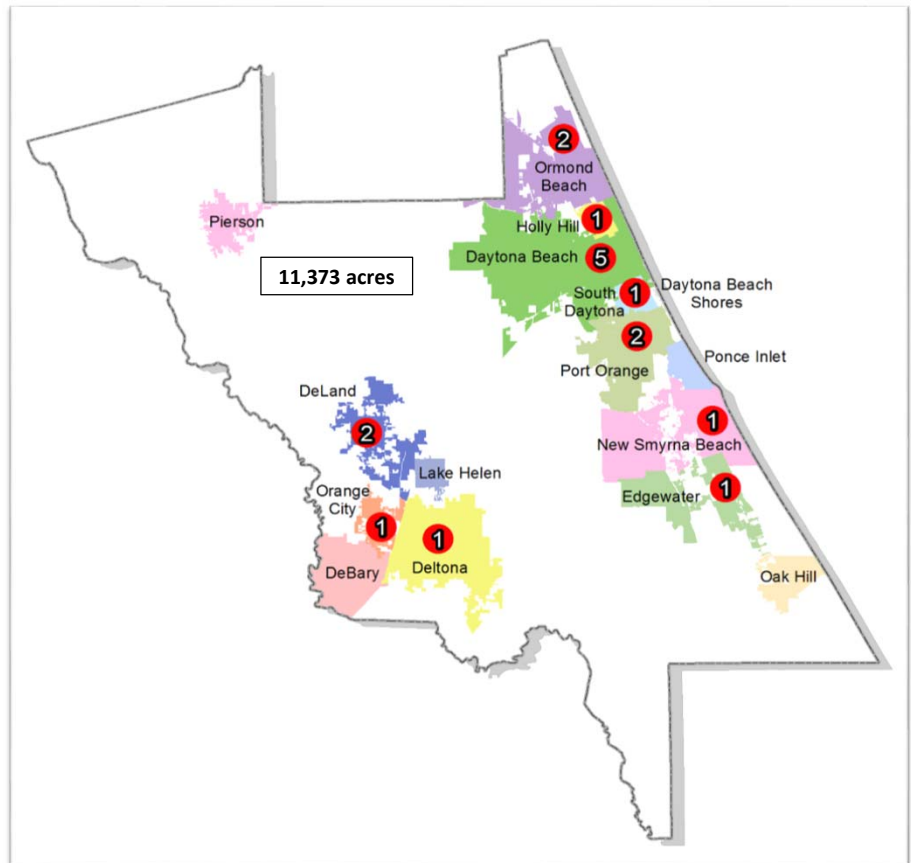 2
Ormond
Beach
Pierson
1
Holly Hill
Daytona Beach
5
11,373 acres
1
South
Daytona
Daytona Beach
Shores
2
Port Orange
Ponce Inlet
DeLand
2
1
New Smyrna Beach
Lake Helen
1
Edgewater
Orange
City
1
1
DeBary
Deltona
Oak Hill